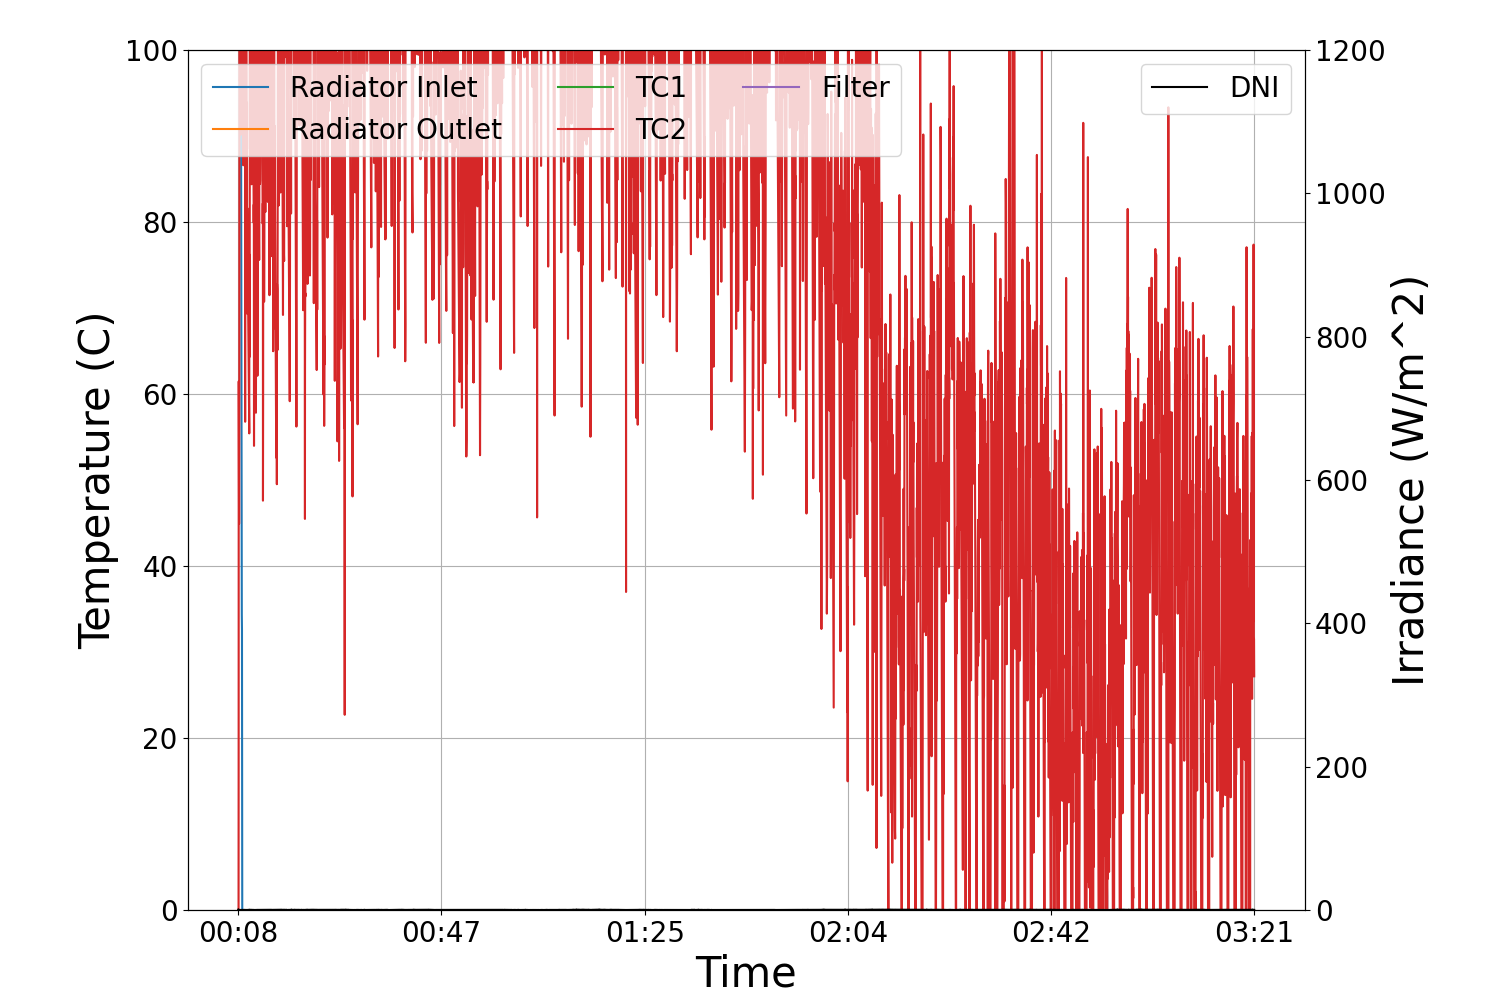 100
80
60
40
20
0
Temperature (C)
Radiator Inlet
Radiator Outlet
TC1
TC2
Filter
DNI
1200
1000
800
600
400
200
0
Irradiance (W/m^2)
00:08
00:47
01:25
02:04
02:42
03:21
Time